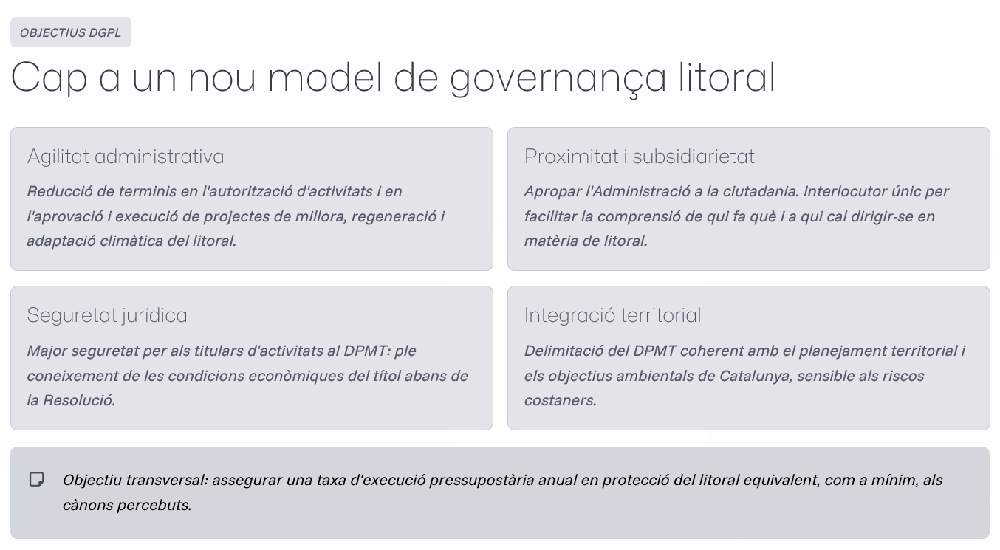 OBJECTIUS DGPL
Cap a un nou model de governança litoral
Agilitat administrativa
Reducció de terminis en l'autorització d'activitats i en
l'aprovació i execució de projectes de millora, regeneració i
adaptació climàtica del litoral.
Proximitat i subsidiarietat
Apropar l'Administració a la ciutadania. Interlocutor únic per
facilitar la comprensió de qui fa què i a qui cal dirigir-se en
matèria de litoral.
Seguretat jurídica
Major seguretat per als titulars d'activitats al DPMT: ple
coneixement de les condicions econòmiques del títol abans de
la Resolució.
Integració territorial
Delimitació del DPMT coherent amb el planejament territorial i
els objectius ambientals de Catalunya, sensible als riscos
costaners.
Objectiu transversal: assegurar una taxa d'execució pressupostària anual en protecció del litoral equivalent, com a mínim, als
cànons percebuts.